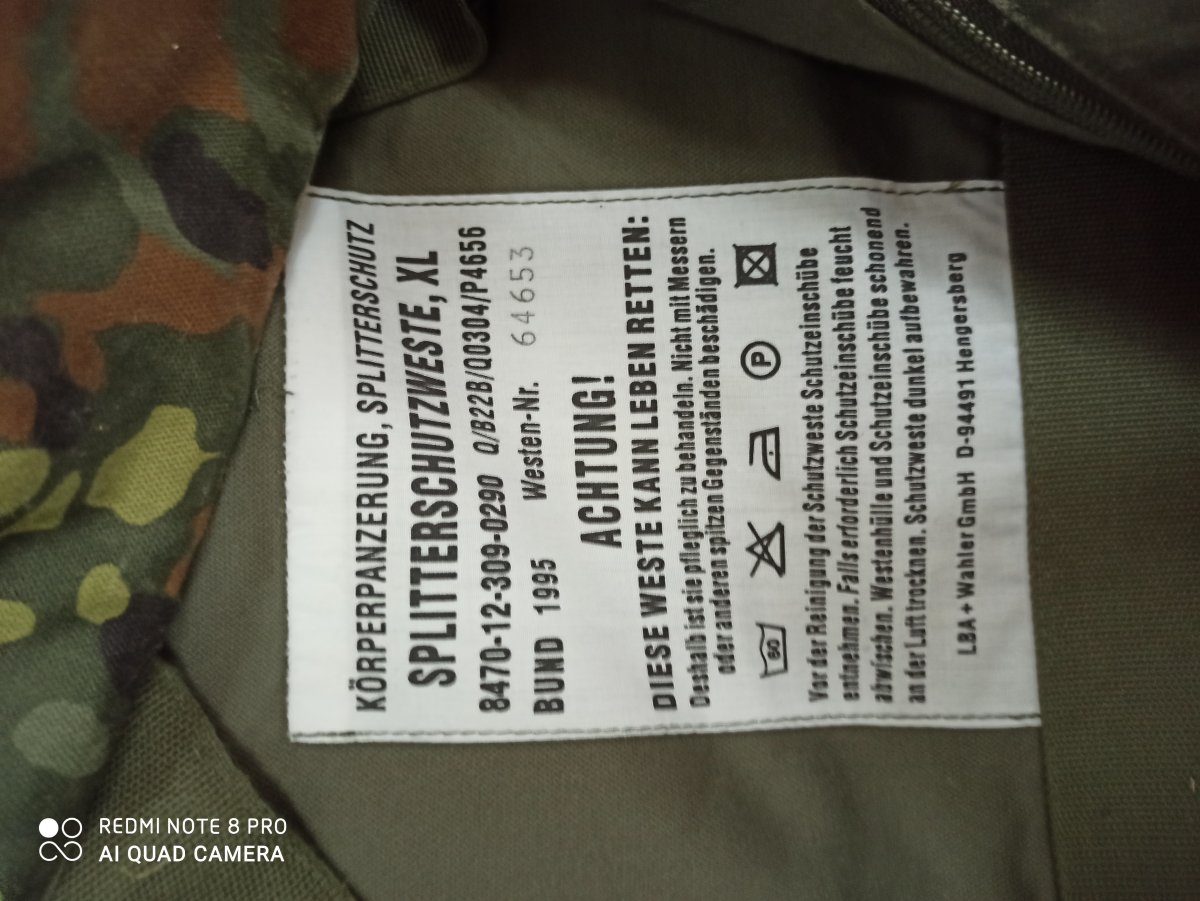 KÖRPERPANZERUNG, SPLITTERSCHUTZ
SPLITTERSCHUTZWESTE, XL
8470-12-309-0290 Q/B22B/Q0304/P4656
BUND 1995 Westen-Nr. 64653
ACHTUNG!
DIESE WESTE KANN LEBEN RETTEN:
Deshalb ist sie pfleglich zu behandeln. Nicht mit Messern
oder anderen spitzen Gegenständen beschädigen.
60 P
Vor der Reinigung der Schutzweste Schutzeinschübe
entnehmen. Falls erforderlich Schutzeinschübe feucht
abwischen. Westenhülle und Schutzeinschübe schonend
an der Luft trocknen. Schutzweste dunkel aufbewahren.
LBA + Wahler GmbH D-94491 Hengersberg
REDMI NOTE 8 PRO
AI QUAD CAMERA